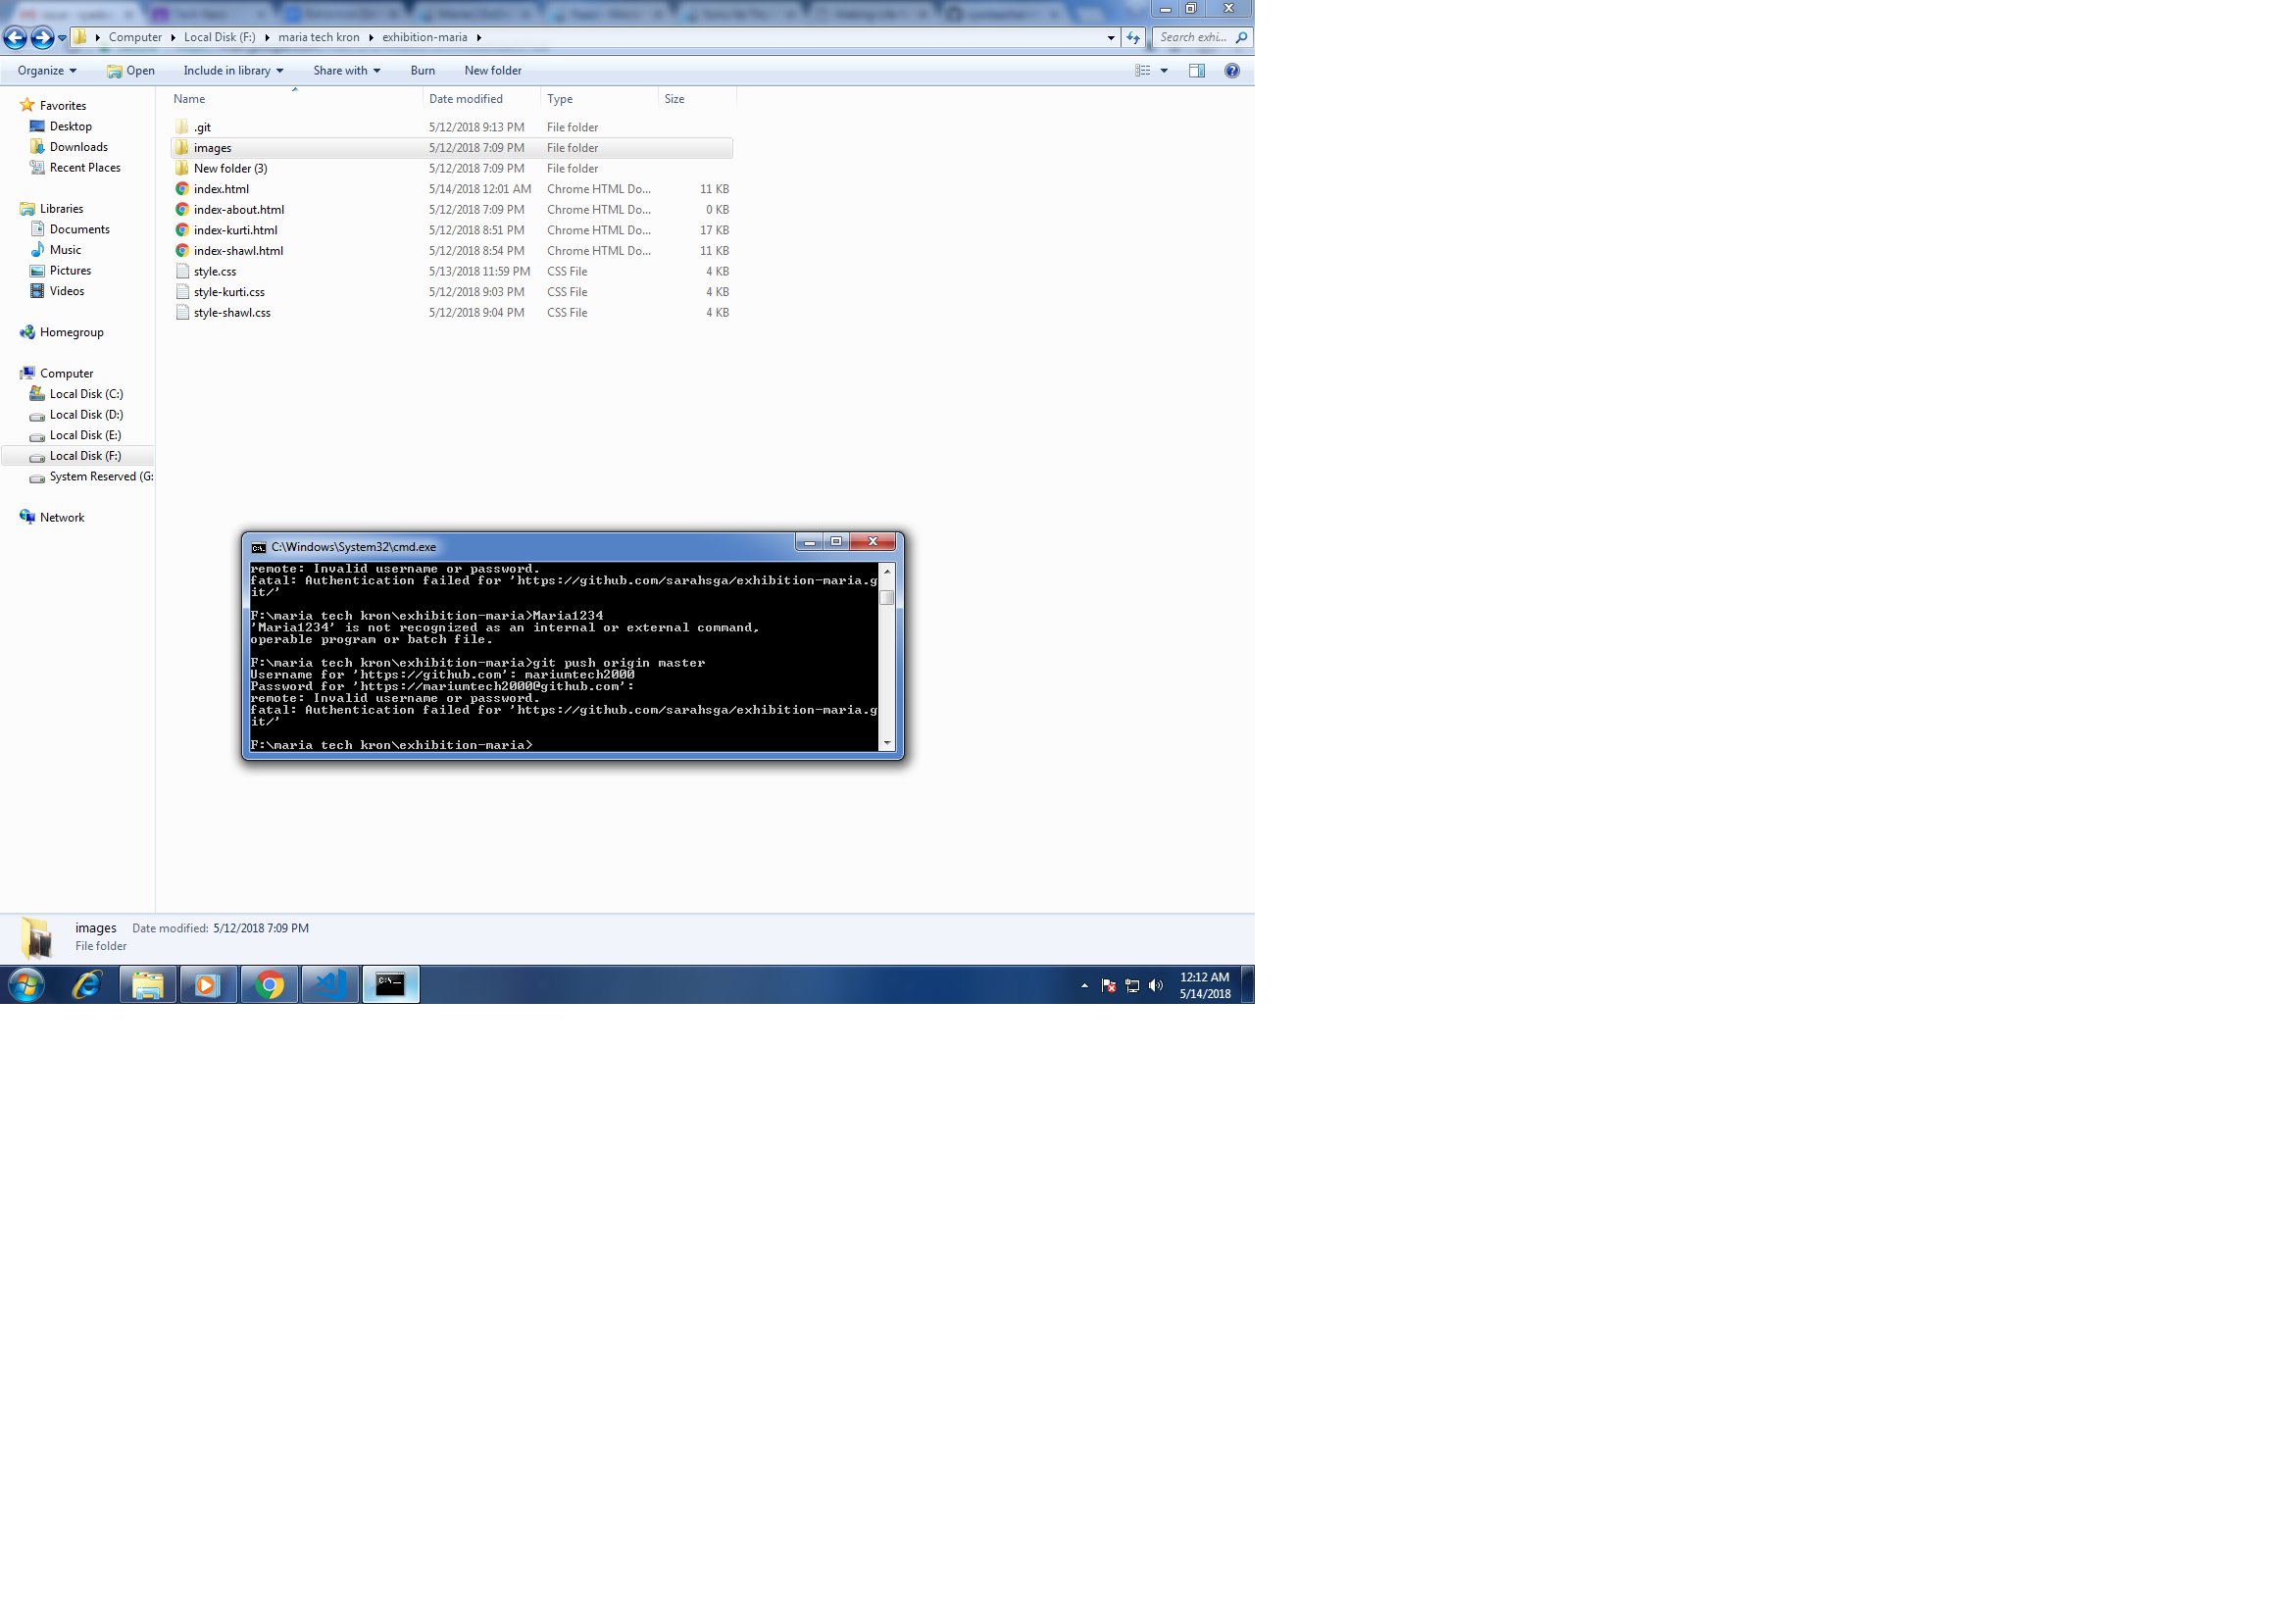 Computer Local Disk (F:) maria tech kron exhibition-maria
Search exhi...
Organize Open Include in library Share with Burn New folder
Name Date modified Type Size
Favorites
Desktop
Downloads
Recent Places
Libraries
Documents
Music
Pictures
Videos
Homegroup
Computer
Local Disk (C:)
Local Disk (D:)
Local Disk (E:)
Local Disk (F:)
System Reserved (G:
Network
.git 5/12/2018 9:13 PM File folder
images 5/12/2018 7:09 PM File folder
New folder (3) 5/12/2018 7:09 PM File folder
index.html 5/14/2018 12:01 AM Chrome HTML Do... 11 KB
index-about.html 5/12/2018 7:09 PM Chrome HTML Do... 0 KB
index-kurti.html 5/12/2018 8:51 PM Chrome HTML Do... 17 KB
index-shawl.html 5/12/2018 8:54 PM Chrome HTML Do... 11 KB
style.css 5/13/2018 11:59 PM CSS File 4 KB
style-kurti.css 5/12/2018 9:03 PM CSS File 4 KB
style-shawl.css 5/12/2018 9:04 PM CSS File 4 KB
C:\Windows\System32\cmd.exe
remote: Invalid username or password.
fatal: Authentication failed for 'https://github.com/sarahsga/exhibition-maria.g
it/'
F:\maria tech kron\exhibition-maria>Maria1234
'Maria1234' is not recognized as an internal or external command,
operable program or batch file.
F:\maria tech kron\exhibition-maria>git push origin master
Username for 'https://github.com': mariumtech2000
Password for 'https://mariumtech2000@github.com':
remote: Invalid username or password.
fatal: Authentication failed for 'https://github.com/sarahsga/exhibition-maria.g
it/'
F:\maria tech kron\exhibition-maria>
images Date modified: 5/12/2018 7:09 PM
File folder
12:12 AM
5/14/2018